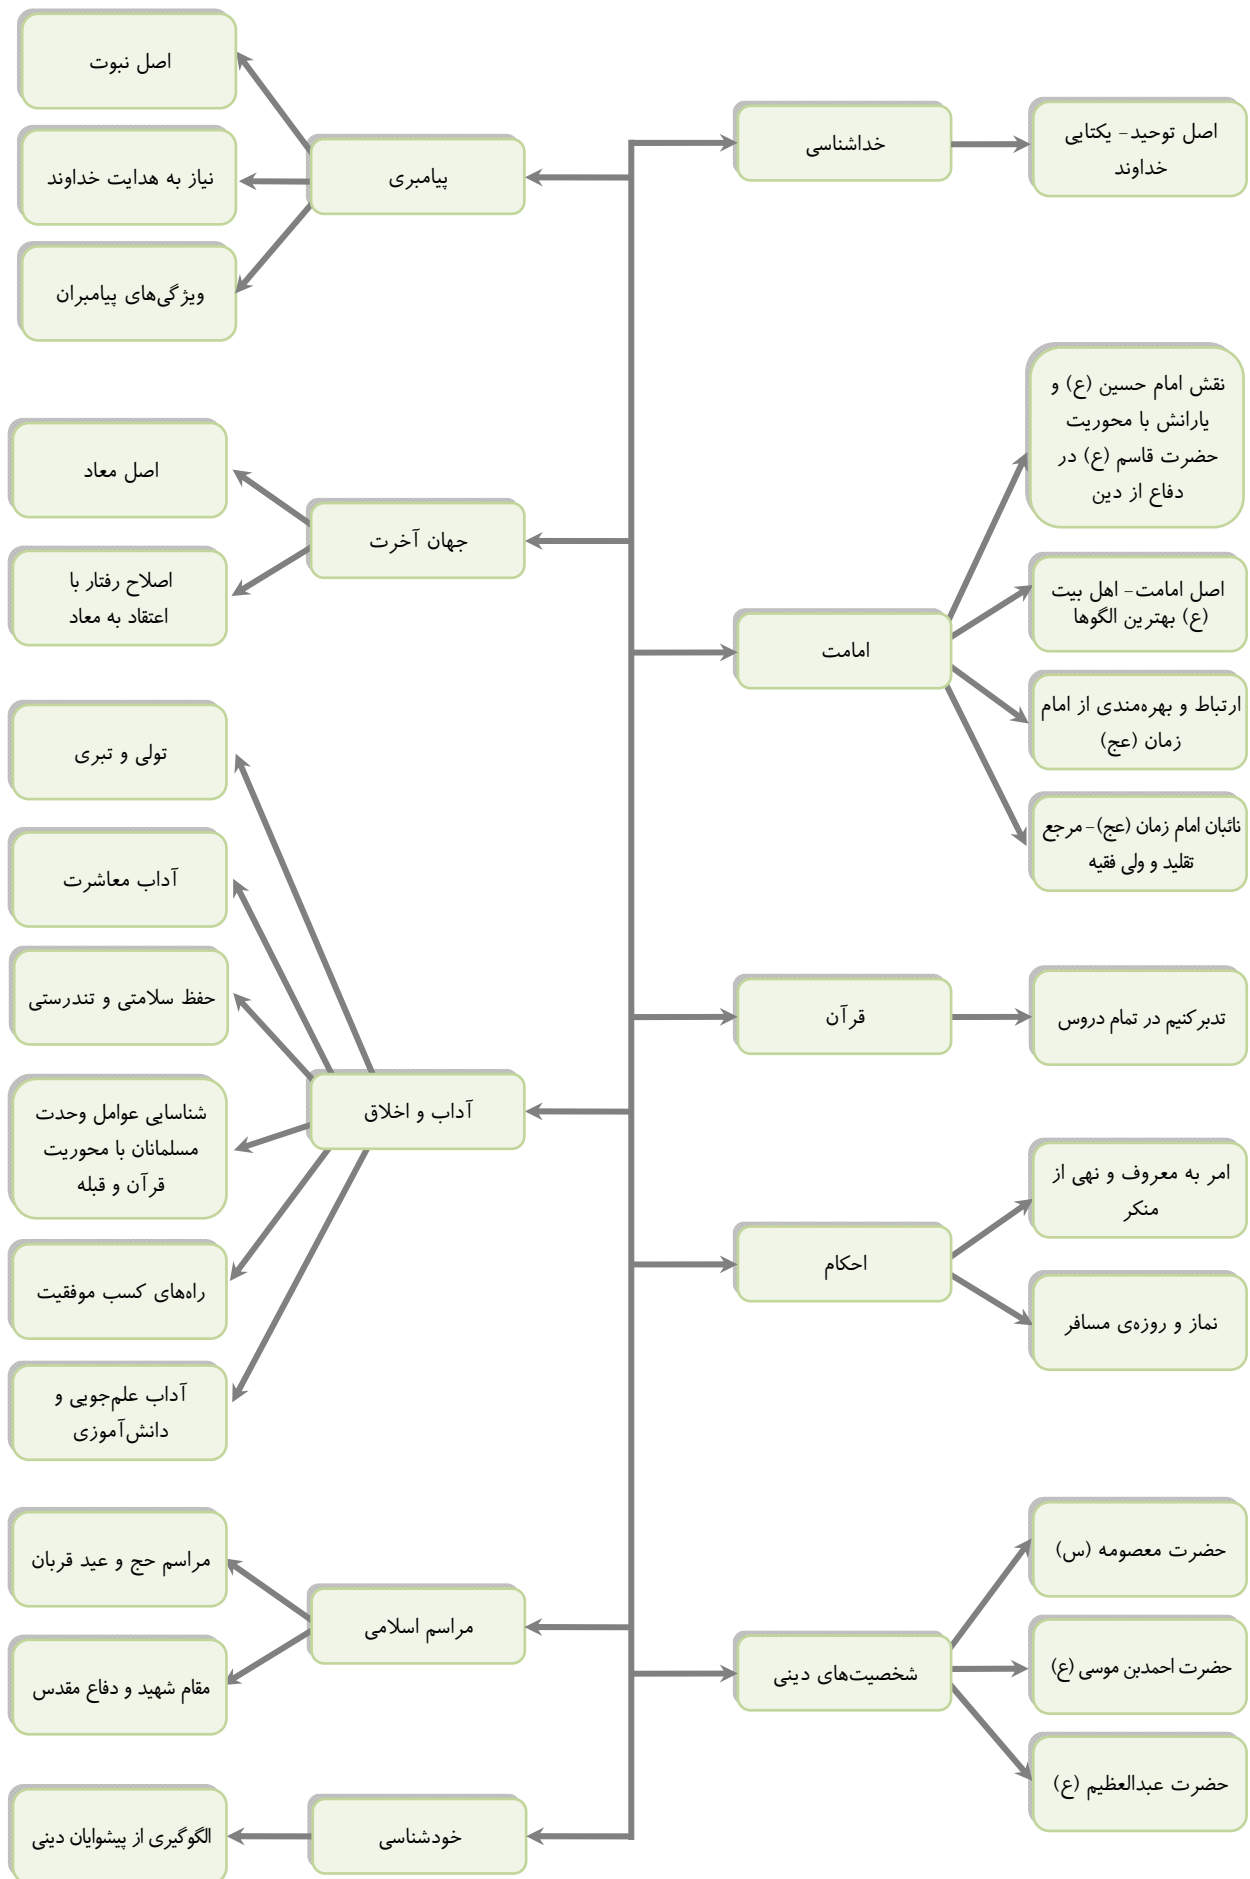 خداشناسی
اصل توحید- یکتایی
خداوند
پیامبری
اصل نبوت
نیاز به هدایت خداوند
ویژگی‌های پیامبران
جهان آخرت
اصل معاد
اصلاح رفتار با
اعتقاد به معاد
امامت
نقش امام حسین (ع) و
یارانش با محوریت
حضرت قاسم (ع) در
دفاع از دین
اصل امامت- اهل بیت
(ع) بهترین الگوها
ارتباط و بهره‌مندی از امام
زمان (عج)
نائبان امام زمان (عج)- مرجع
تقلید و ولی فقیه
قرآن
تدبرکنیم در تمام دروس
آداب و اخلاق
تولی و تبری
آداب معاشرت
حفظ سلامتی و تندرستی
شناسایی عوامل وحدت
مسلمانان با محوریت
قرآن و قبله
راه‌های کسب موفقیت
آداب علم‌جویی و
دانش‌آموزی
احکام
امر به معروف و نهی از
منکر
نماز و روزه‌ی مسافر
مراسم اسلامی
مراسم حج و عید قربان
مقام شهید و دفاع مقدس
شخصیت‌های دینی
حضرت معصومه (س)
حضرت احمدبن موسی (ع)
حضرت عبدالعظیم (ع)
خودشناسی
الگوگیری از پیشوایان دینی